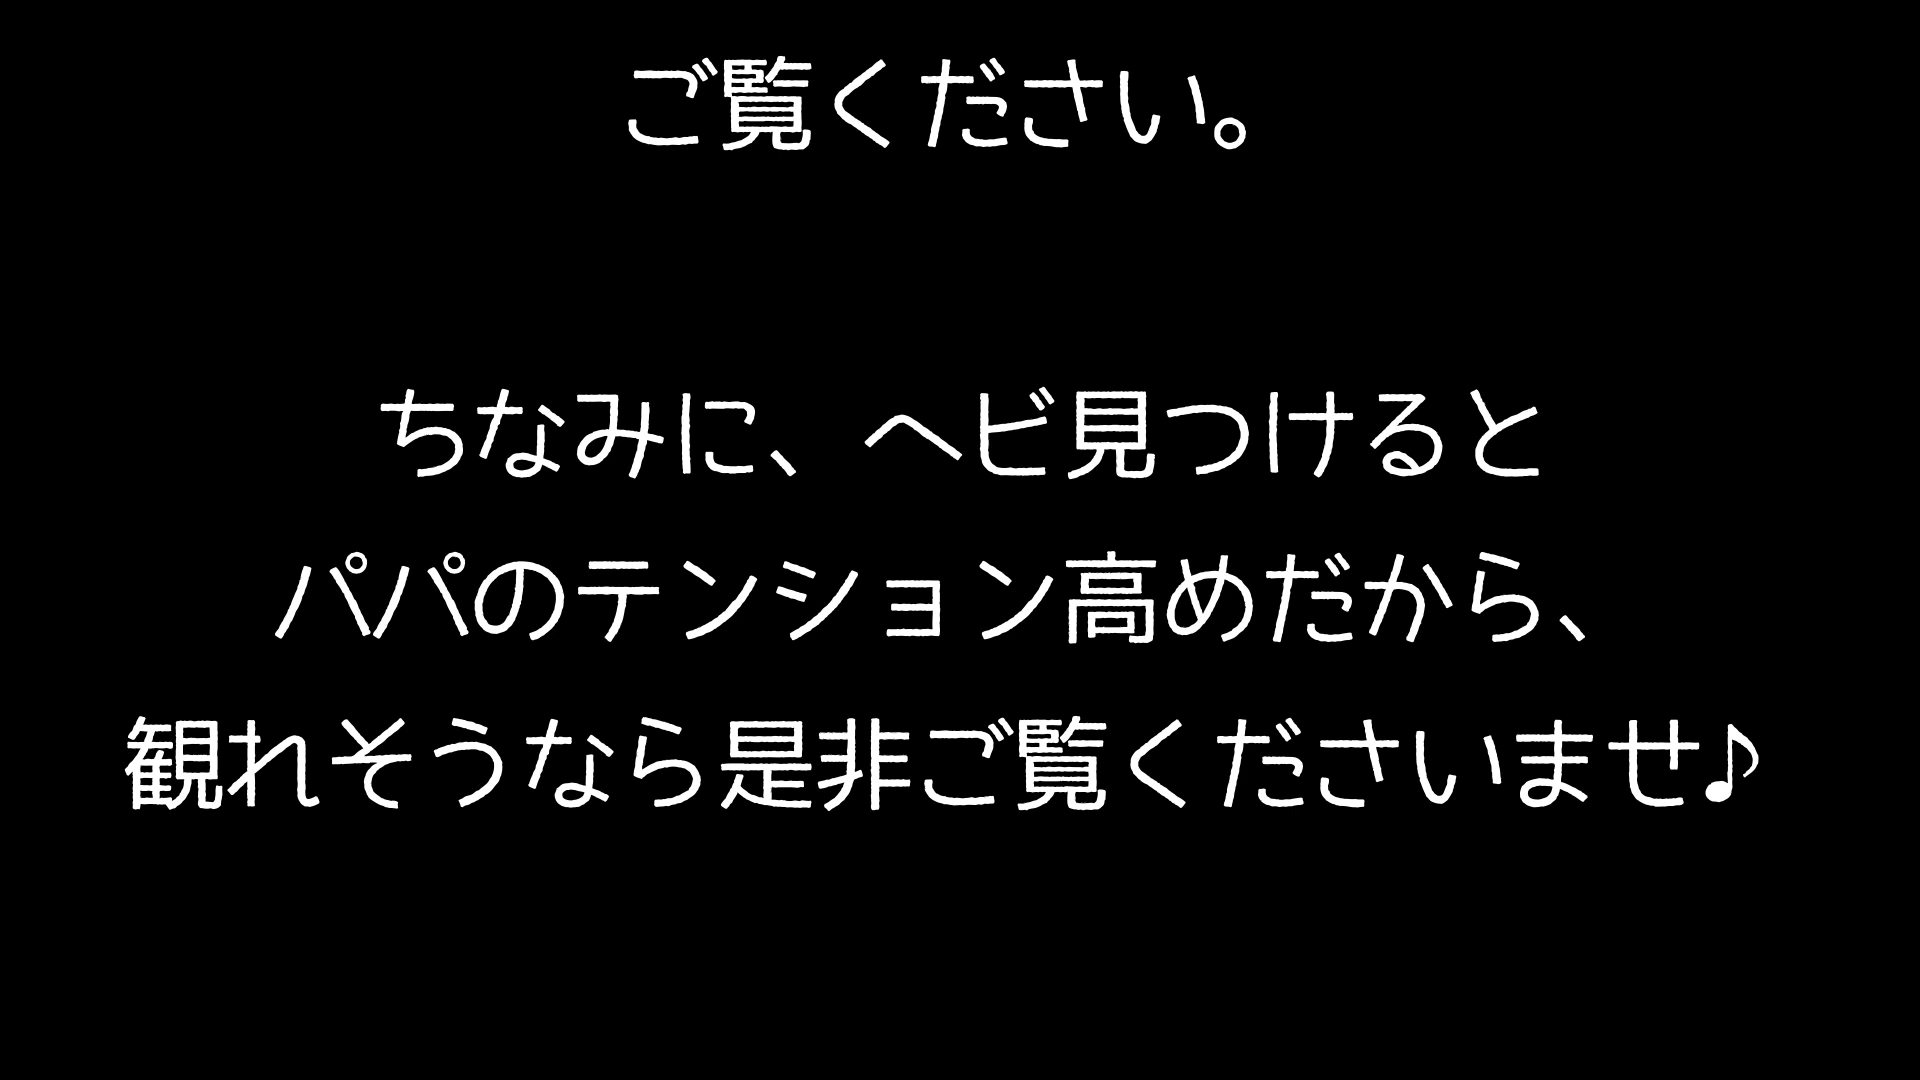 ご覧ください。
ちなみに、ヘビ見つけると
パパのテンション高めだから、
観れそうなら是非ご覧くださいませ♪